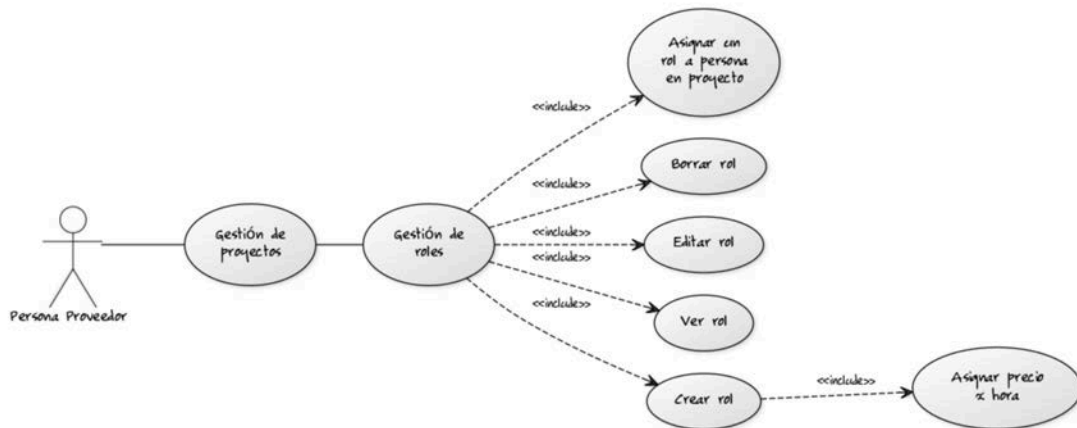 Asignar un
rol a persona
en proyecto
<<include>>
Borrar rol
<<include>>
Gestión de
proyectos
Gestión de
roles
<<include>>
Editar rol
<<include>>
Persona Proveedor
<<include>>
Ver rol
Crear rol
<<include>>
Asignar precio
x hora